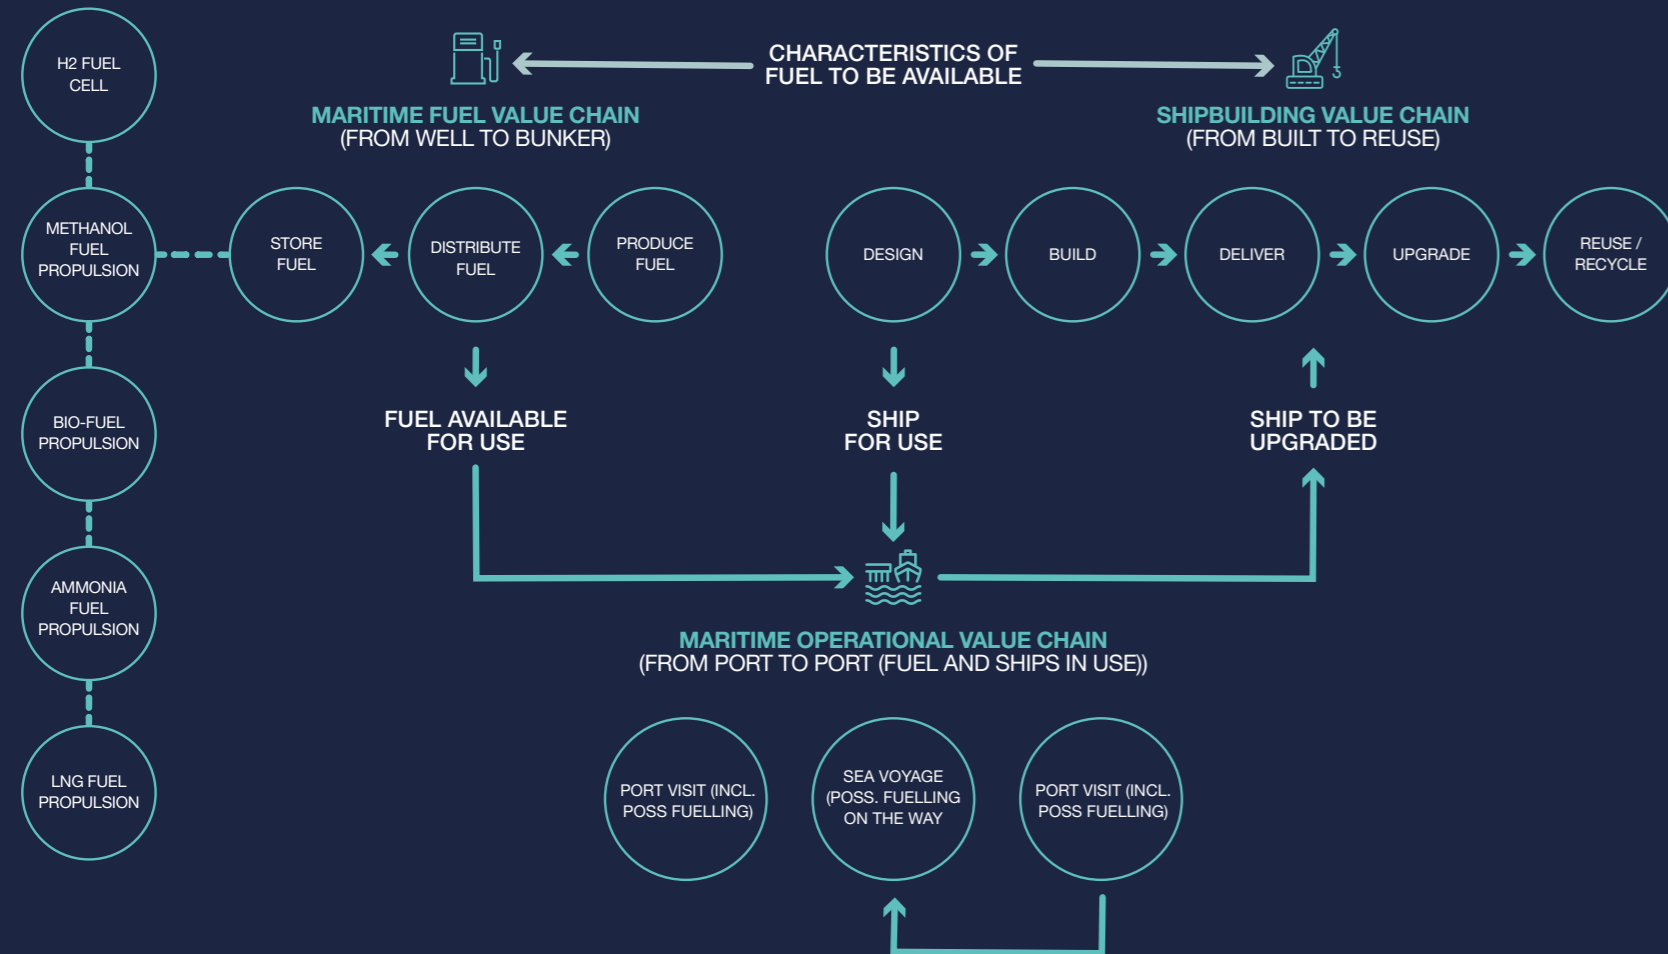 H2 FUEL
CELL
CHARACTERISTICS OF
FUEL TO BE AVAILABLE
MARITIME FUEL VALUE CHAIN
(FROM WELL TO BUNKER)
SHIPBUILDING VALUE CHAIN
(FROM BUILT TO REUSE)
METHANOL
FUEL
PROPULSION
STORE
FUEL
DISTRIBUTE
FUEL
PRODUCE
FUEL
DESIGN
BUILD
DELIVER
UPGRADE
REUSE /
RECYCLE
BIO-FUEL
PROPULSION
FUEL AVAILABLE
FOR USE
SHIP
FOR USE
SHIP TO BE
UPGRADED
AMMONIA
FUEL
PROPULSION
MARITIME OPERATIONAL VALUE CHAIN
(FROM PORT TO PORT (FUEL AND SHIPS IN USE))
LNG FUEL
PROPULSION
PORT VISIT (INCL.
POSS FUELLING)
SEA VOYAGE
(POSS. FUELLING
ON THE WAY
PORT VISIT (INCL.
POSS FUELLING)